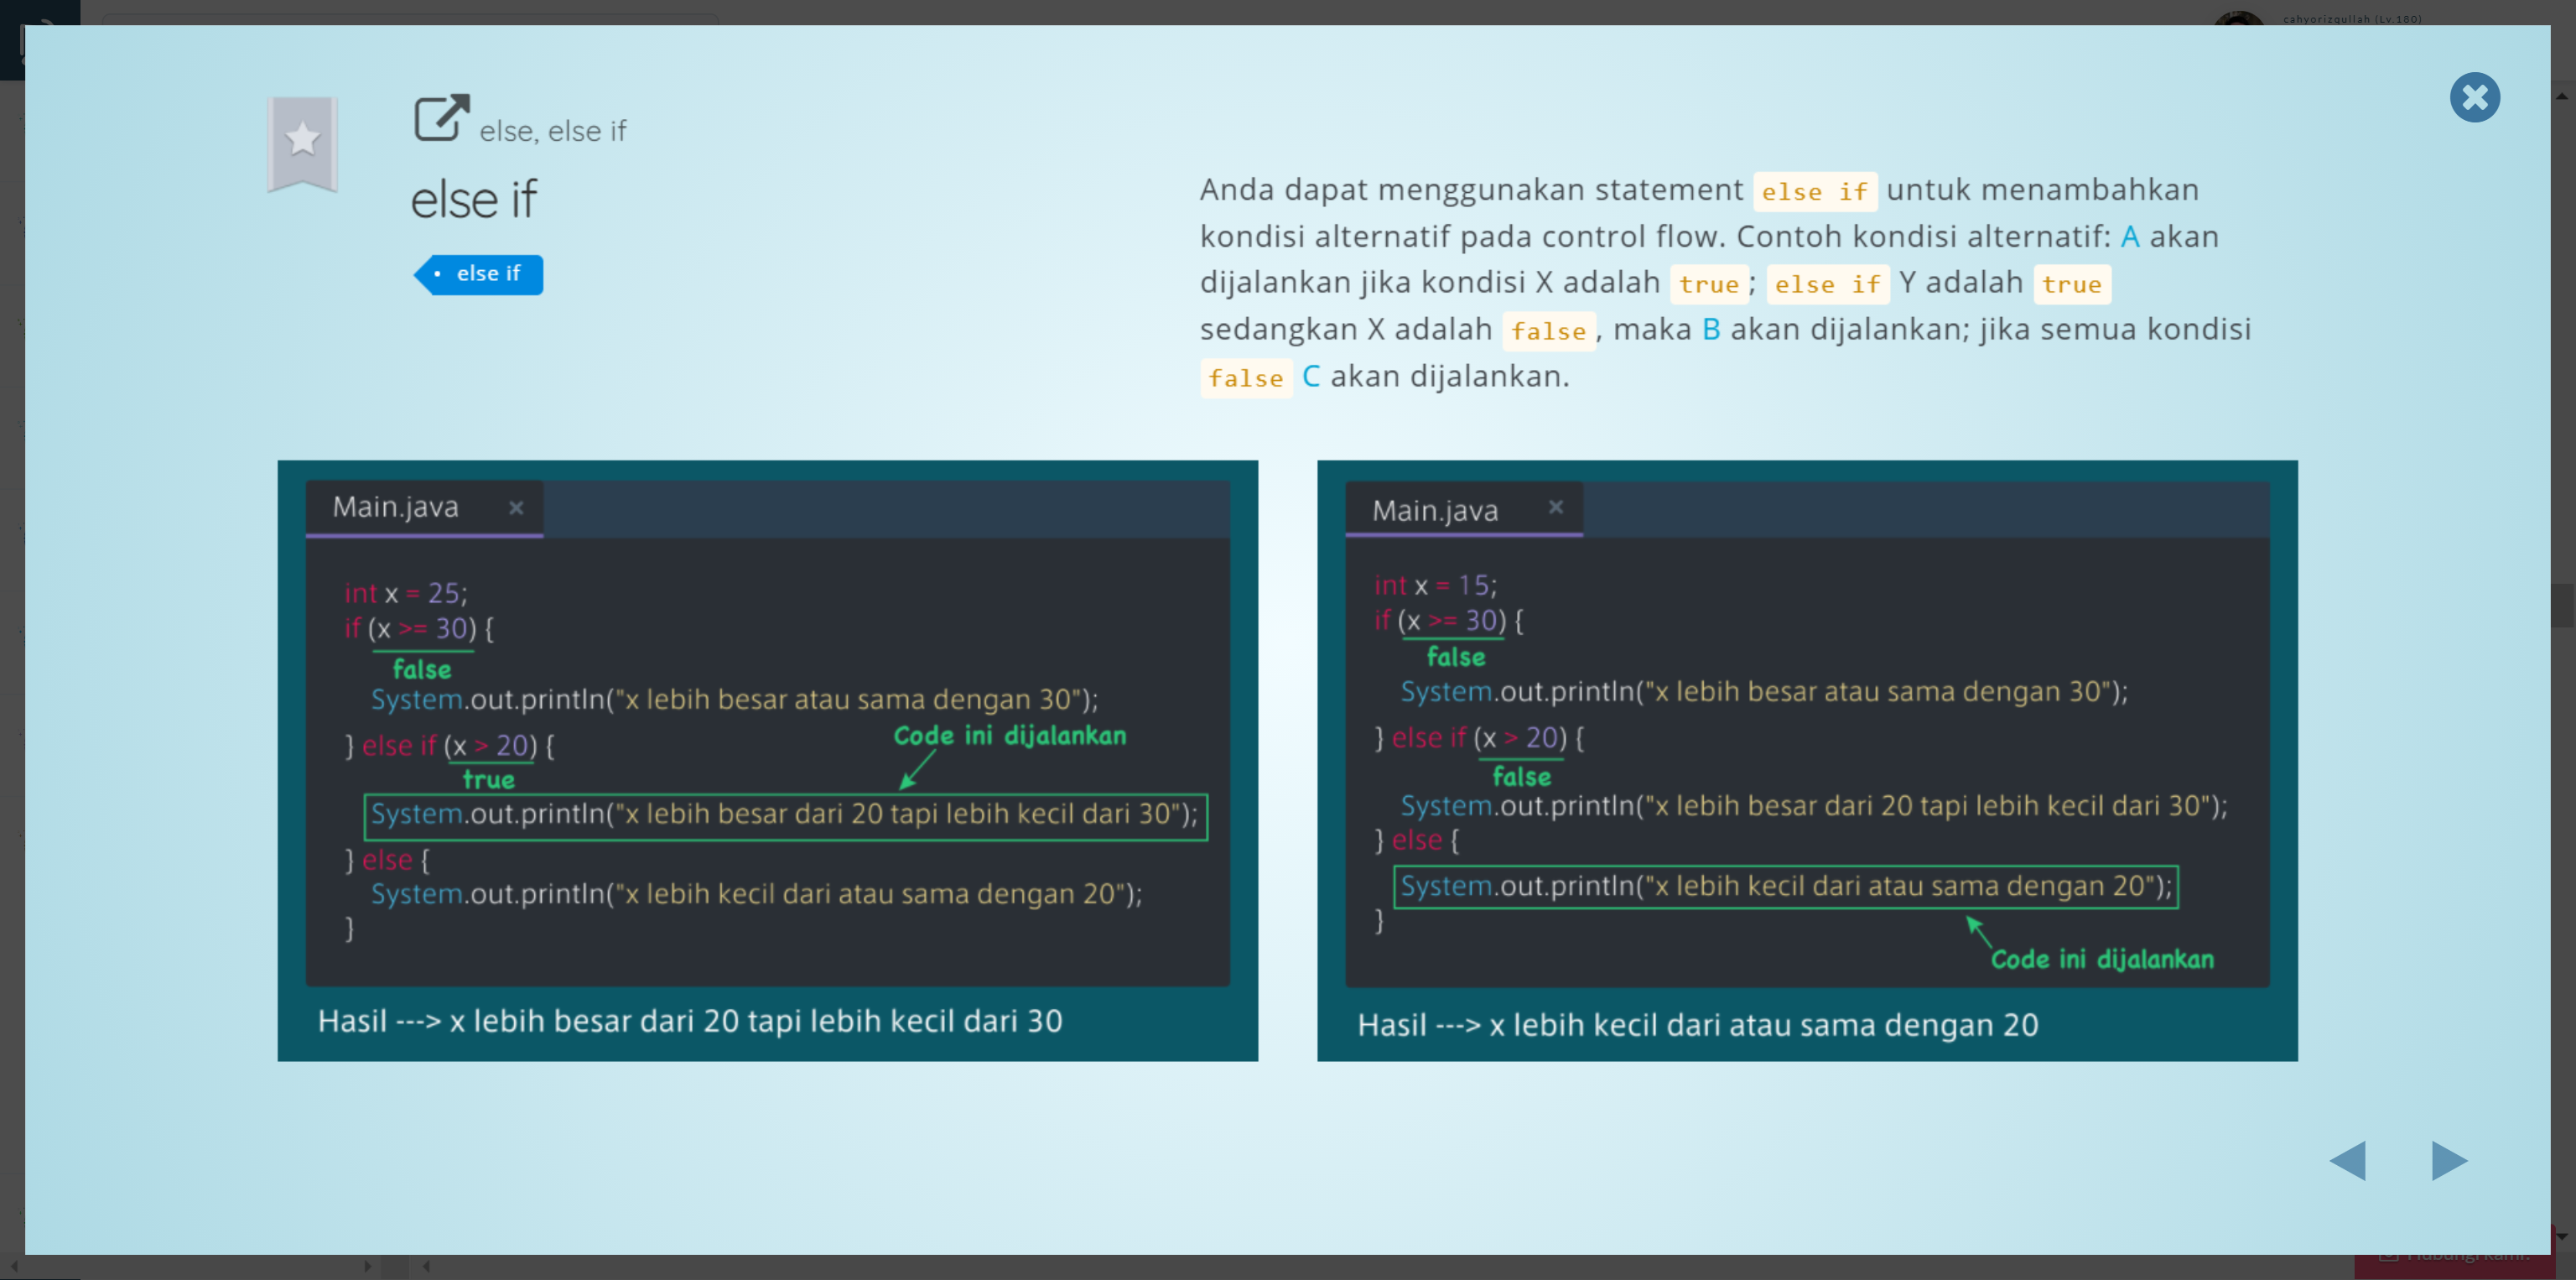 cahyorizqullah (Lv.180)
else, else if
else if
• else if
Anda dapat menggunakan statement else if untuk menambahkan
kondisi alternatif pada control flow. Contoh kondisi alternatif: A akan
dijalankan jika kondisi X adalah true; else if Y adalah true
sedangkan X adalah false, maka B akan dijalankan; jika semua kondisi
false C akan dijalankan.
Main.java ×
int x = 25;
if (x >= 30) {
false
System.out.println("x lebih besar atau sama dengan 30");
Code ini dijalankan
} else if (x > 20) {
true
System.out.println("x lebih besar dari 20 tapi lebih kecil dari 30");
} else {
System.out.println("x lebih kecil dari atau sama dengan 20");
}
Hasil ---> x lebih besar dari 20 tapi lebih kecil dari 30
Main.java ×
int x = 15;
if (x >= 30) {
false
System.out.println("x lebih besar atau sama dengan 30");
} else if (x > 20) {
false
System.out.println("x lebih besar dari 20 tapi lebih kecil dari 30");
} else {
System.out.println("x lebih kecil dari atau sama dengan 20");
}
Code ini dijalankan
Hasil ---> x lebih kecil dari atau sama dengan 20